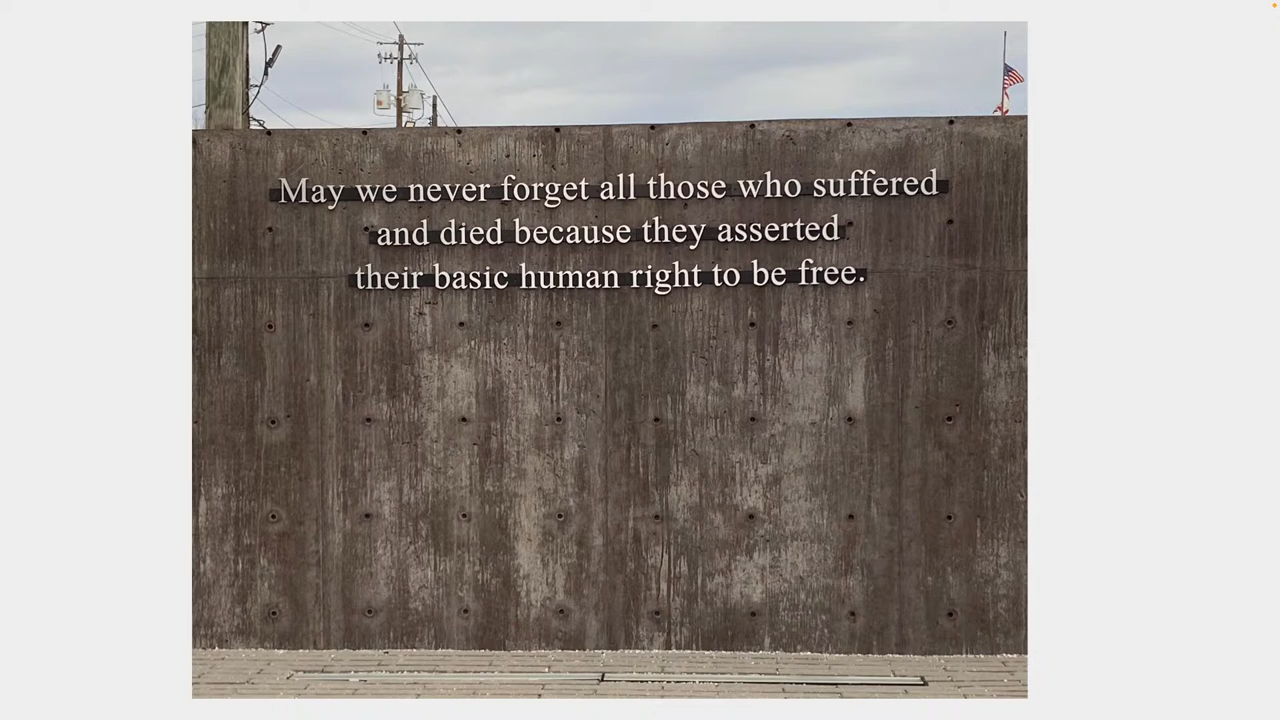 May we never forget all those who suffered
and died because they asserted
their basic human right to be free.